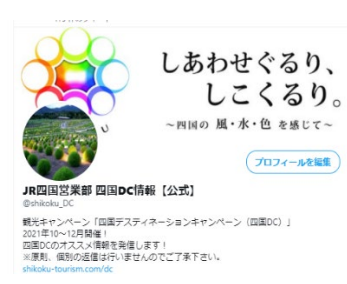 しあわせぐるり、
しこくるり。
～四国の 風・水・色 を感じて～
プロフィールを編集
JR四国営業部 四国DC情報【公式】
@shikoku_DC
観光キャンペーン「四国デスティネーションキャンペーン（四国DC）」
2021年10～12月開催！
四国DCのオススメ情報を発信します！
※原則、個別の返信は行いませんのでご了承下さい。
shikoku-tourism.com/dc